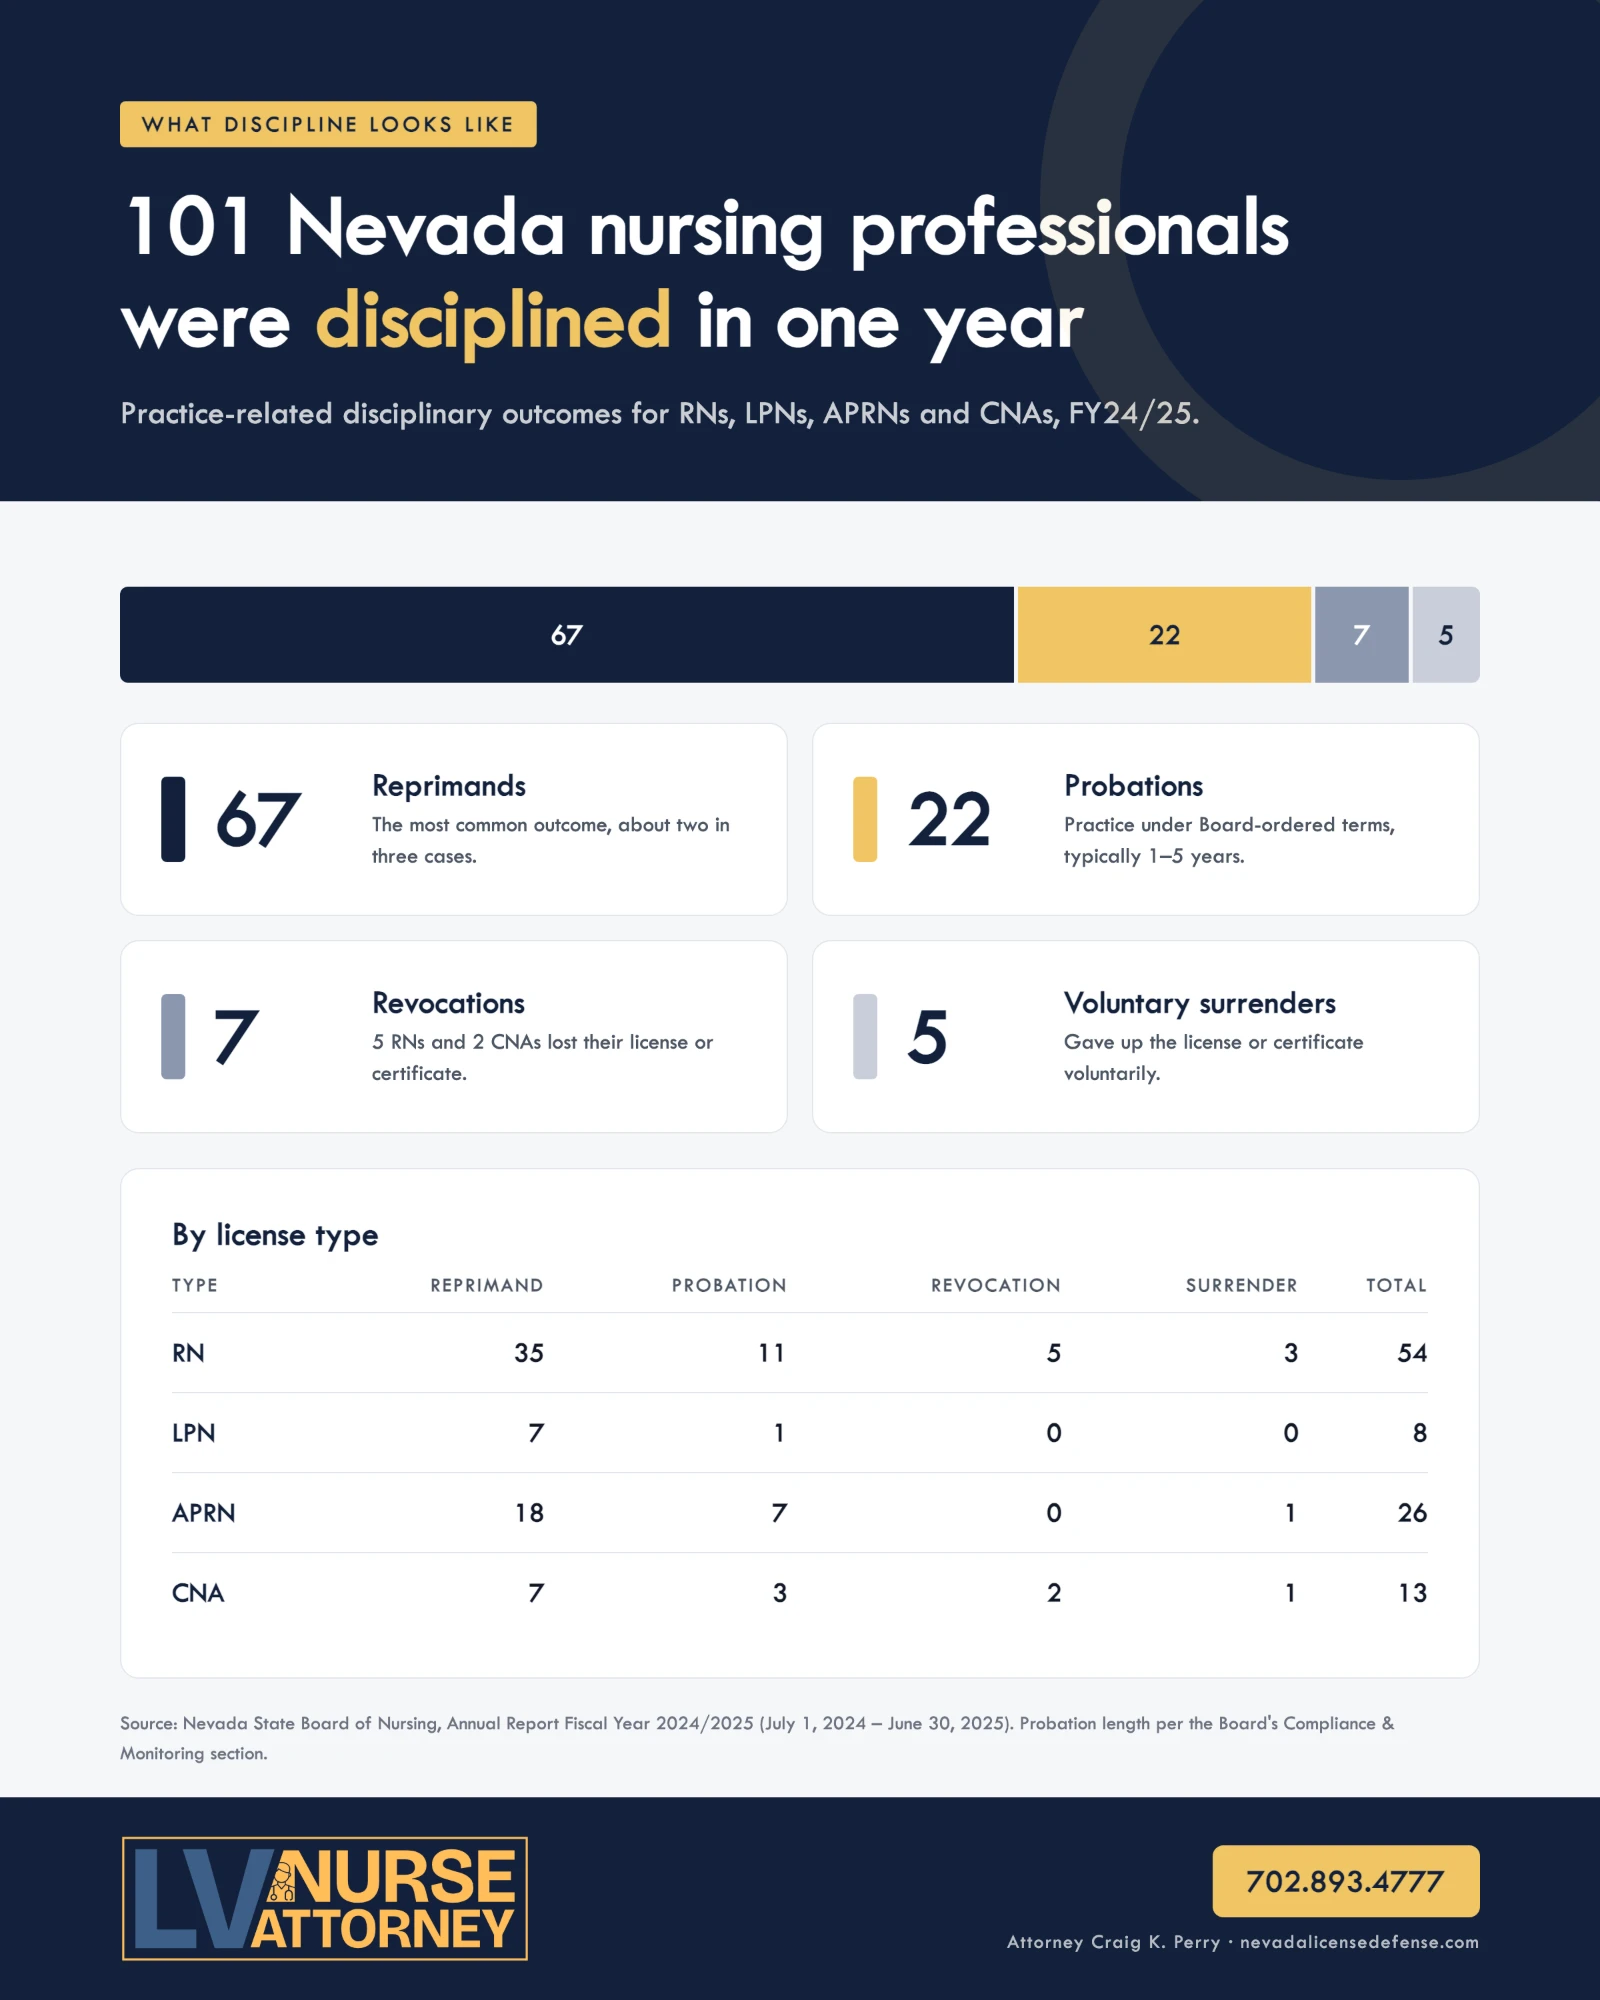 WHAT DISCIPLINE LOOKS LIKE
101 Nevada nursing professionals
were disciplined in one year
Practice-related disciplinary outcomes for RNs, LPNs, APRNs and CNAs, FY24/25.
67 22 7 5
67
Reprimands
The most common outcome, about two in
three cases.
22
Probations
Practice under Board-ordered terms,
typically 1–5 years.
7
Revocations
5 RNs and 2 CNAs lost their license or
certificate.
5
Voluntary surrenders
Gave up the license or certificate
voluntarily.
By license type
TYPE REPRIMAND PROBATION REVOCATION SURRENDER TOTAL
RN 35 11 5 3 54
LPN 7 1 0 0 8
APRN 18 7 0 1 26
CNA 7 3 2 1 13
Source: Nevada State Board of Nursing, Annual Report Fiscal Year 2024/2025 (July 1, 2024 – June 30, 2025). Probation length per the Board's Compliance &
Monitoring section.
LV NURSE
ATTORNEY
702.893.4777
Attorney Craig K. Perry · nevadalicensedefense.com